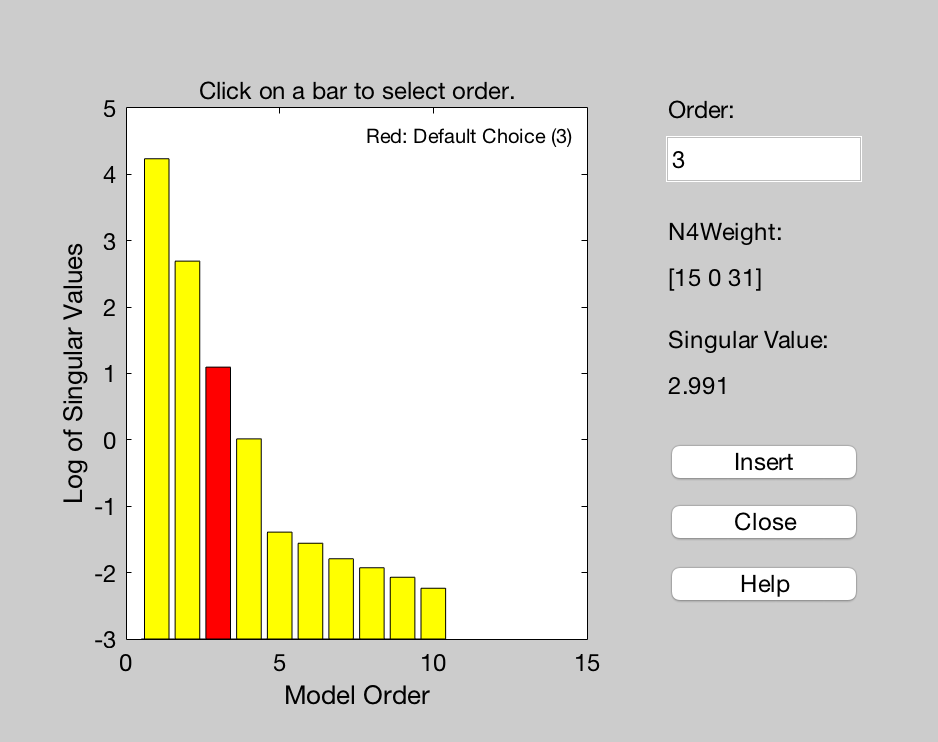 Click on a bar to select order.
Red: Default Choice (3)
Log of Singular Values
5
4
3
2
1
0
-1
-2
-3
0
5
10
15
Model Order
Order:
3
N4Weight:
[15 0 31]
Singular Value:
2.991
Insert
Close
Help